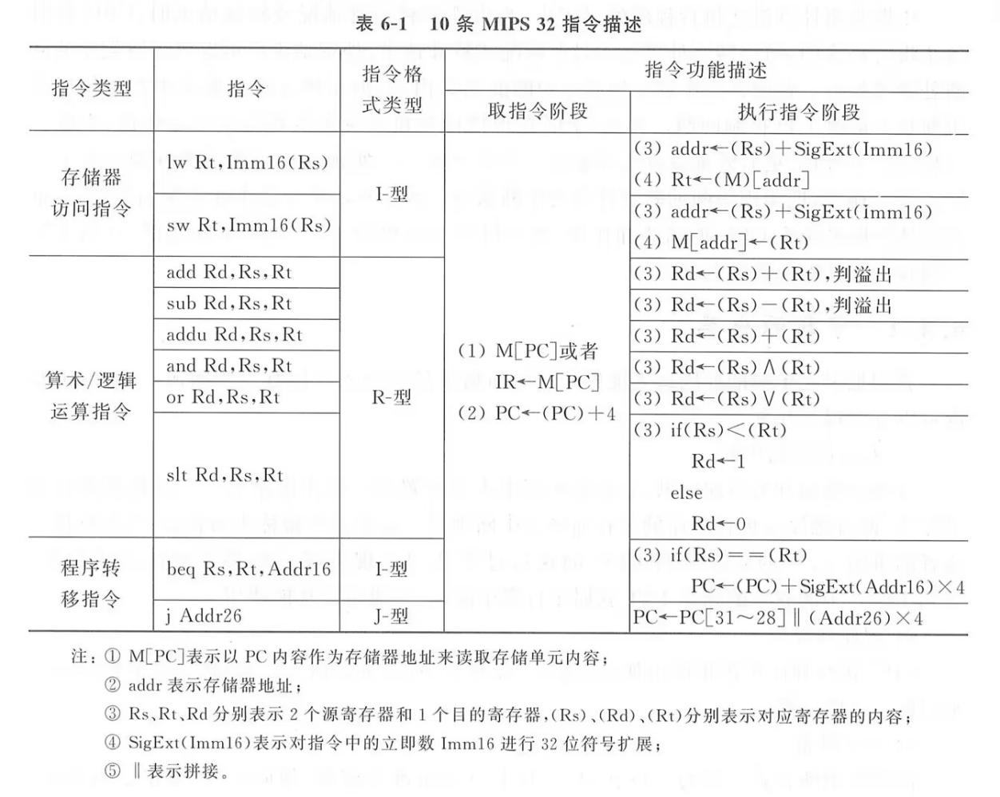 表 6-1 10 条 MIPS 32 指令描述
指令类型
指令
指令格
式类型
指令功能描述
取指令阶段
执行指令阶段
存储器
访问指令
lw Rt,Imm16(Rs)
sw Rt,Imm16(Rs)
I-型
(1) M[PC]或者
IR←M[PC]
(2) PC←(PC)+4
(3) addr←(Rs)+SigExt(Imm16)
(4) Rt←(M)[addr]
(3) addr←(Rs)+SigExt(Imm16)
(4) M[addr]←(Rt)
算术/逻辑
运算指令
R-型
add Rd,Rs,Rt
(3) Rd←(Rs)+(Rt),判溢出
sub Rd,Rs,Rt
(3) Rd←(Rs)−(Rt),判溢出
addu Rd,Rs,Rt
(3) Rd←(Rs)+(Rt)
and Rd,Rs,Rt
(3) Rd←(Rs)∧(Rt)
or Rd,Rs,Rt
(3) Rd←(Rs)∨(Rt)
slt Rd,Rs,Rt
(3) if(Rs)<(Rt)
Rd←1
else
Rd←0
程序转
移指令
beq Rs,Rt,Addr16
I-型
(3) if(Rs)==(Rt)
PC←(PC)+SigExt(Addr16)×4
j Addr26
J-型
PC←PC[31~28]‖(Addr26)×4
注：① M[PC]表示以 PC 内容作为存储器地址来读取存储单元内容；
② addr 表示存储器地址；
③ Rs、Rt、Rd 分别表示 2 个源寄存器和 1 个目的寄存器,(Rs)、(Rd)、(Rt)分别表示对应寄存器的内容；
④ SigExt(Imm16)表示对指令中的立即数 Imm16 进行 32 位符号扩展；
⑤ ‖表示拼接。